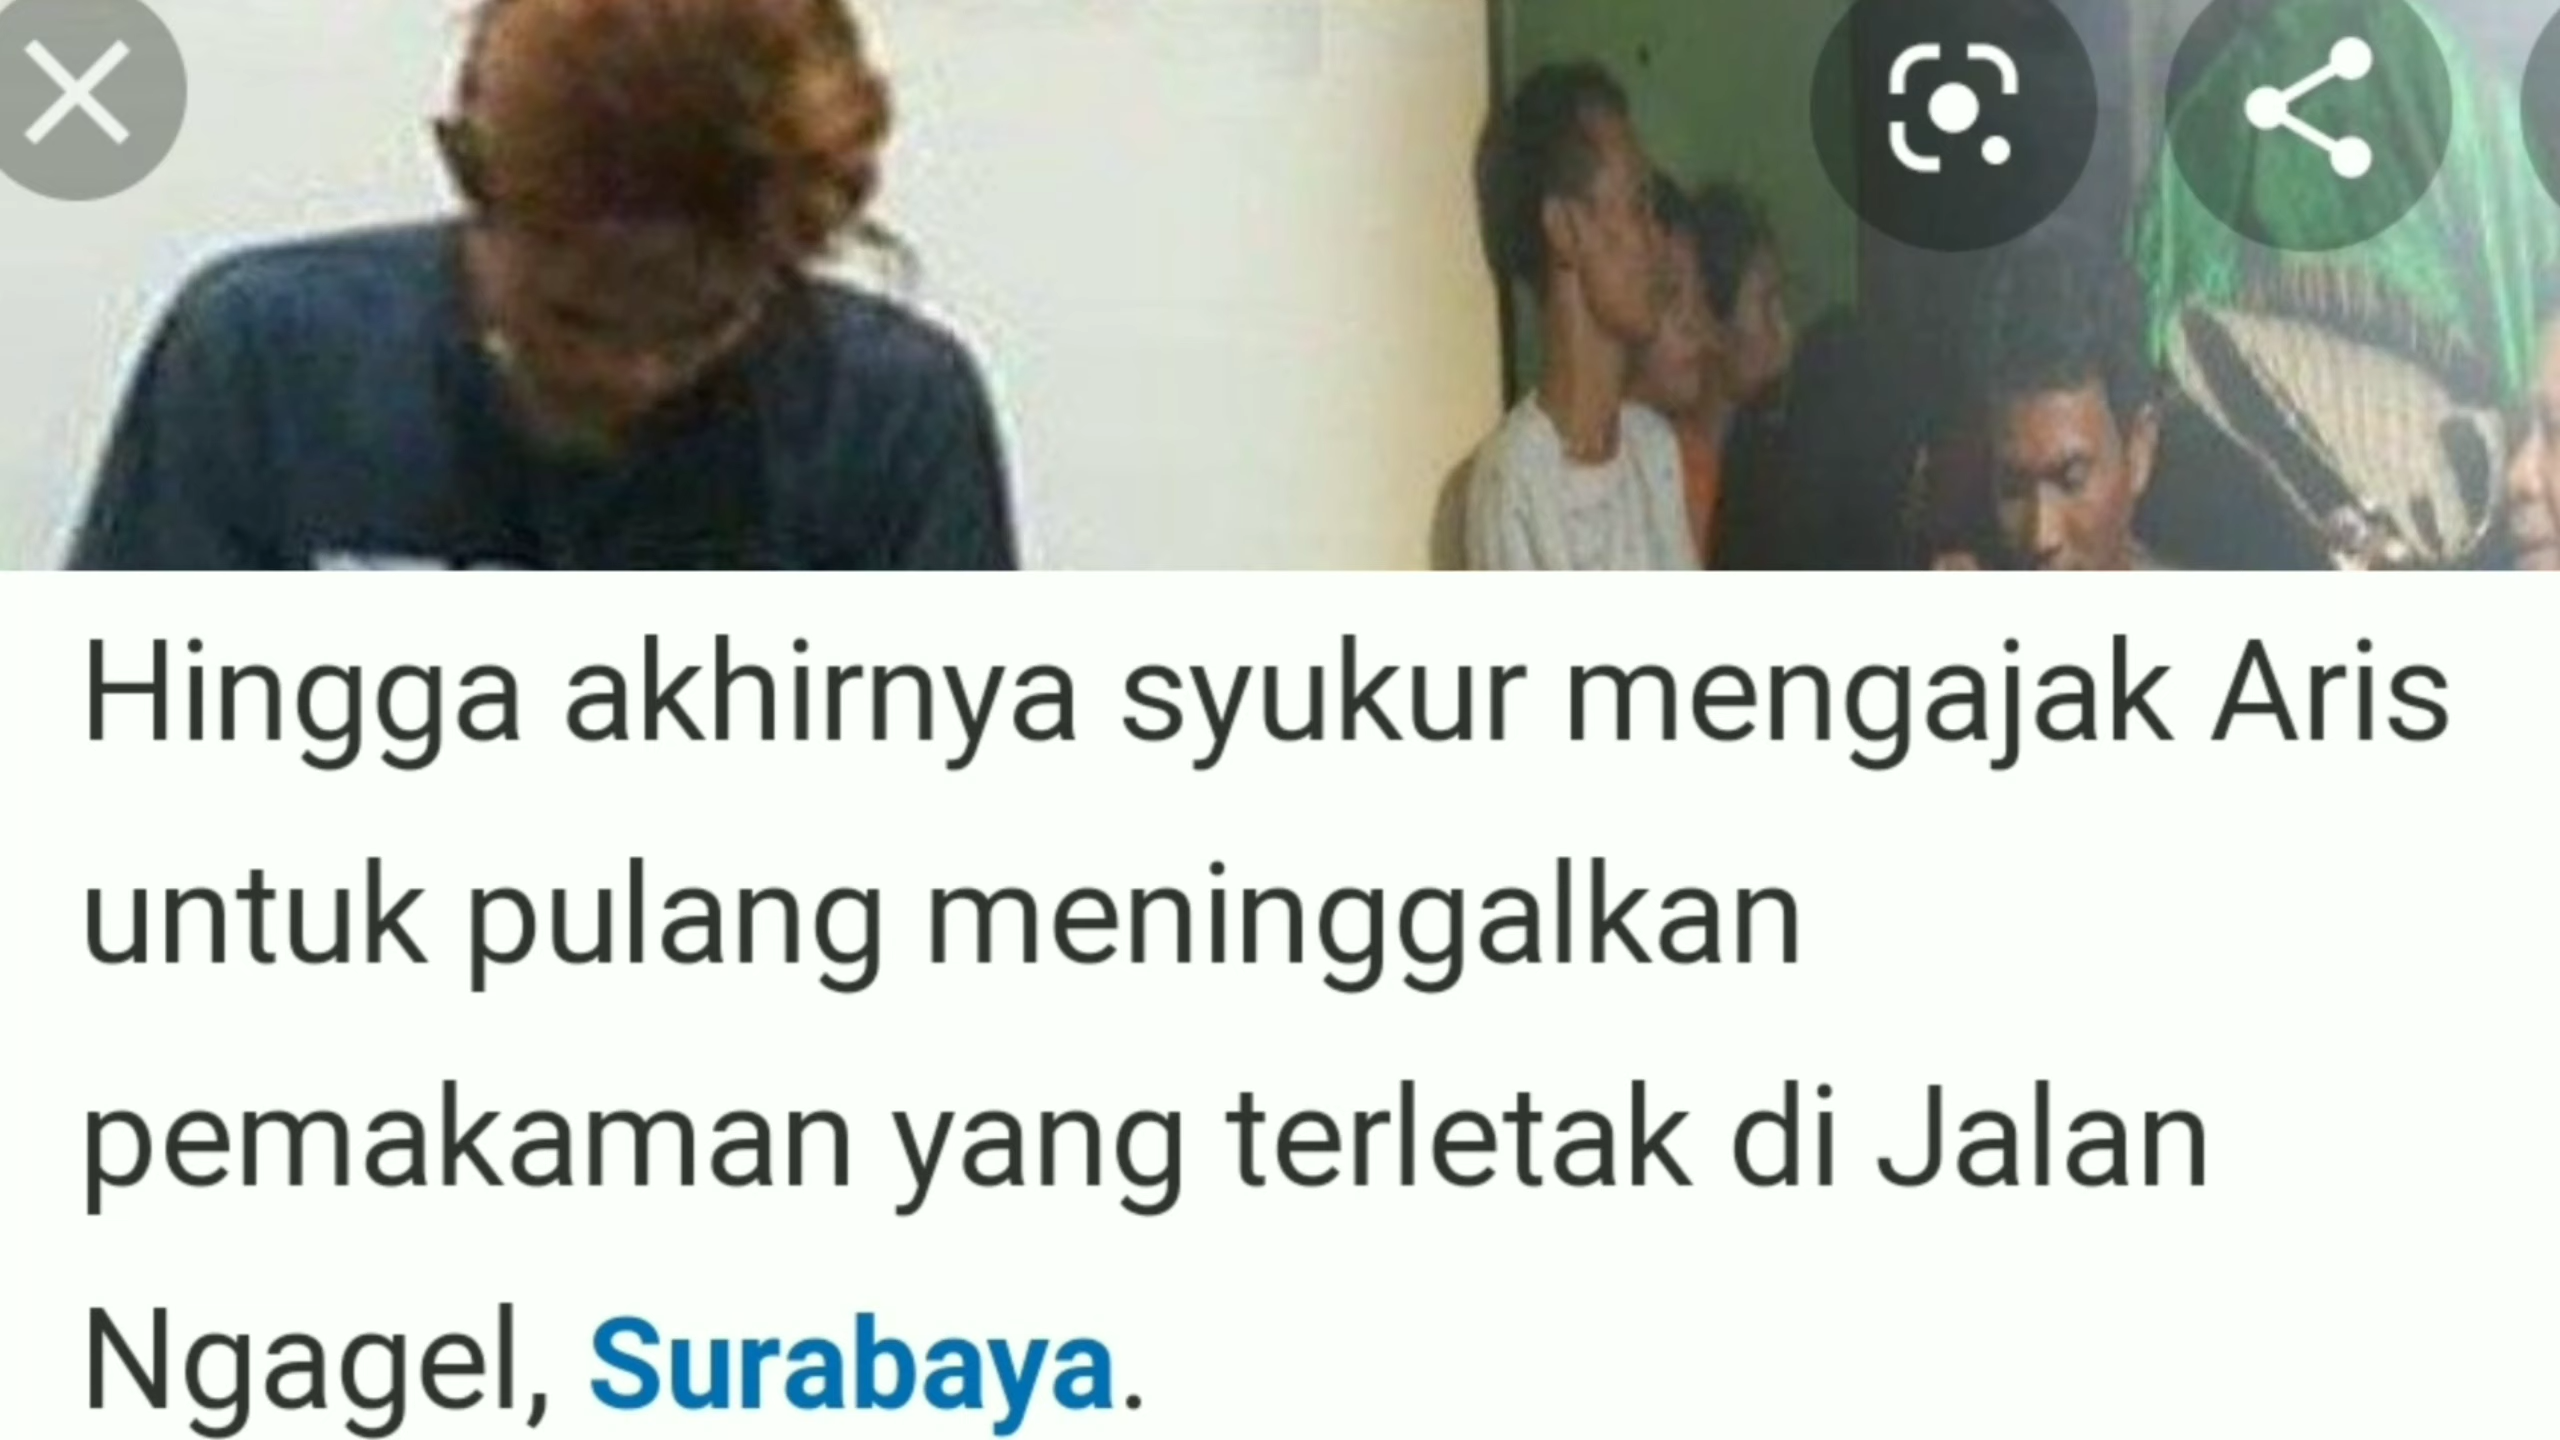 Hingga akhirnya syukur mengajak Aris
untuk pulang meninggalkan
pemakaman yang terletak di Jalan
Ngagel, Surabaya.